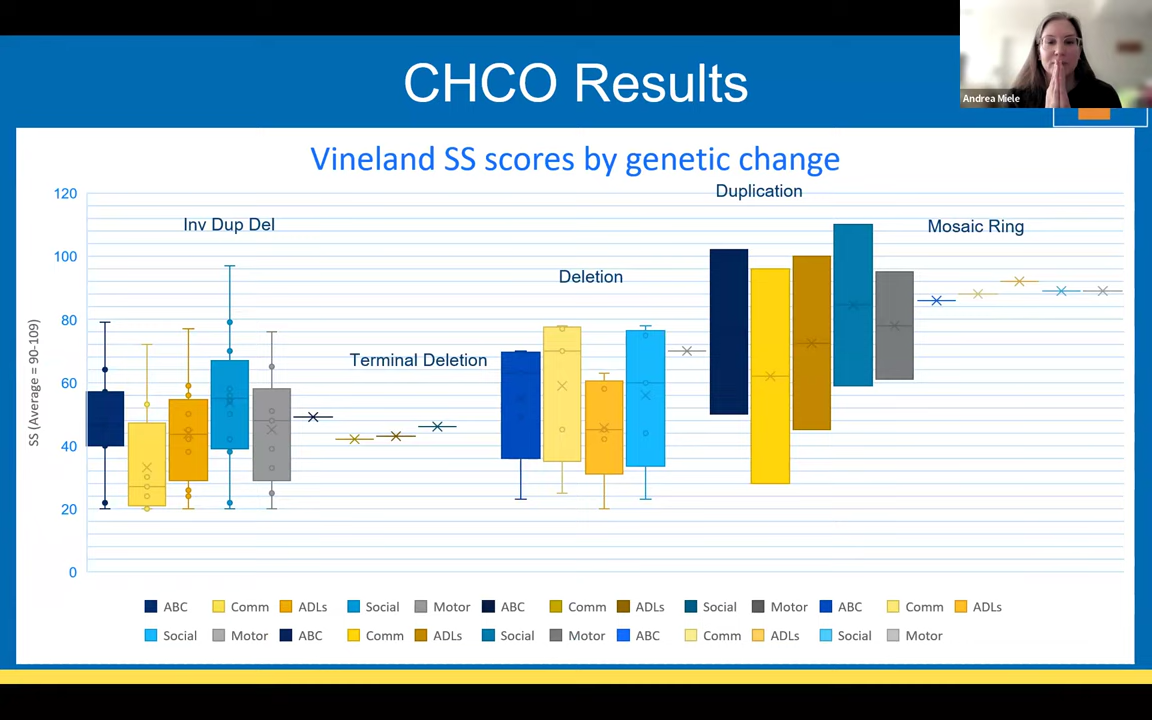 CHCO Results
Andrea Miele
Vineland SS scores by genetic change
SS (Average = 90-109)
120
100
80
60
40
20
0
Inv Dup Del
Terminal Deletion
Deletion
Duplication
Mosaic Ring
ABC Comm ADLs Social Motor ABC Comm ADLs Social Motor ABC Comm ADLs
Social Motor ABC Comm ADLs Social Motor ABC Comm ADLs Social Motor